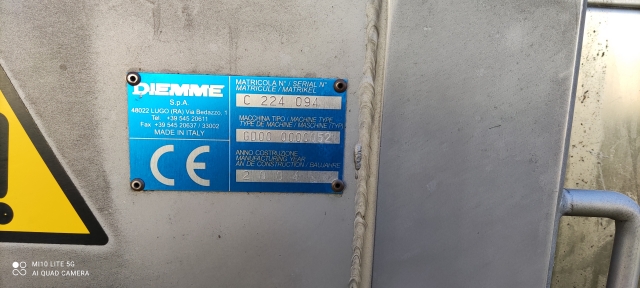 DIEMME
S.p.A.
48022 LUGO (RA) Via Bedazzo, 1
Tel. +39 545 20611
Fax +39 545 20637 / 33002
MADE IN ITALY
CE
MATRICOLA N° / SERIAL N°
MATRICULE / MATRIKEL
C 224 094
MACCHINA TIPO / MACHINE TYPE
TYPE DE MACHINE / MASCHINE (TYP)
ANNO COSTRUZIONE
MANUFACTURING YEAR
AN DE CONSTRUCTION / BAUJAHRE
MI 10 LITE 5G
AI QUAD CAMERA